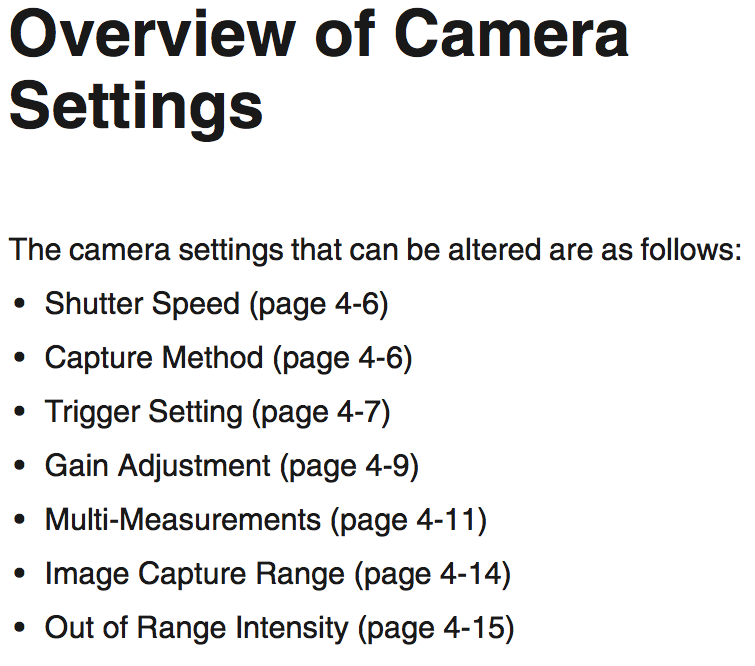 Overview of Camera
Settings
The camera settings that can be altered are as follows:
• Shutter Speed (page 4-6)
• Capture Method (page 4-6)
• Trigger Setting (page 4-7)
• Gain Adjustment (page 4-9)
• Multi-Measurements (page 4-11)
• Image Capture Range (page 4-14)
• Out of Range Intensity (page 4-15)